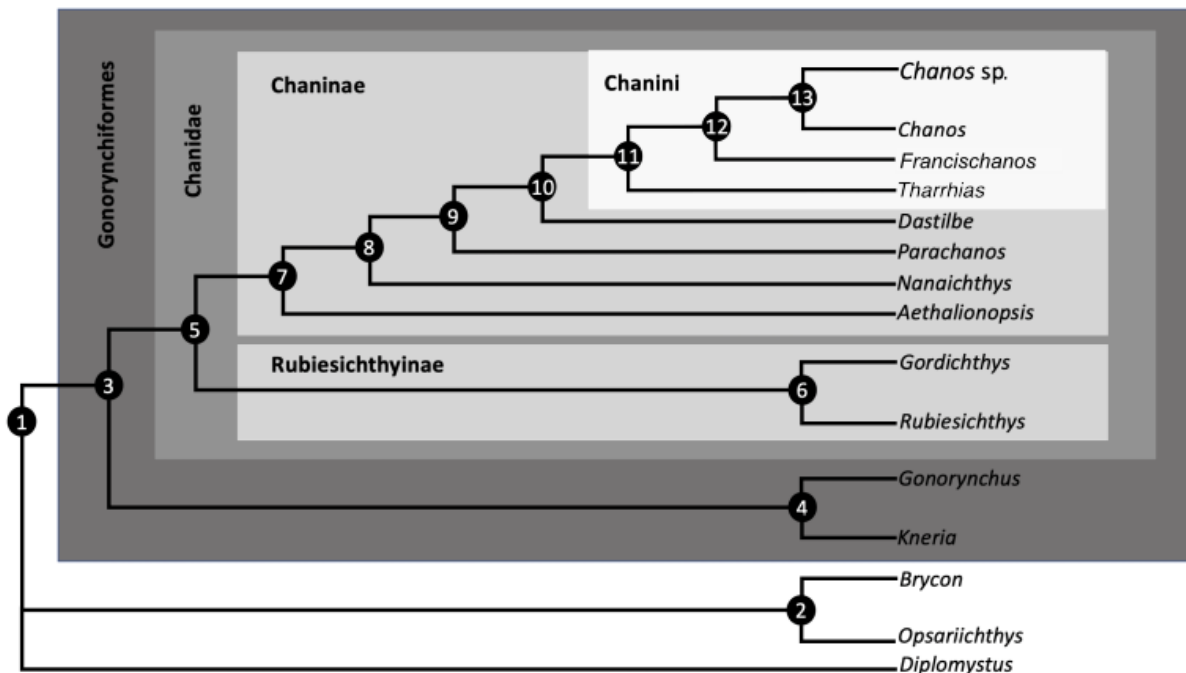 Gonorynchiformes
Chanidae
Chaninae
Chanini
Chanos sp.
13
Chanos
12
Francischanos
11
Tharrhias
10
Dastilbe
9
Parachanos
8
Nanaichthys
7
Aethalionopsis
5
Rubiesichthyinae
Gordichthys
6
Rubiesichthys
3
1
Gonorynchus
4
Kneria
Brycon
2
Opsariichthys
Diplomystus